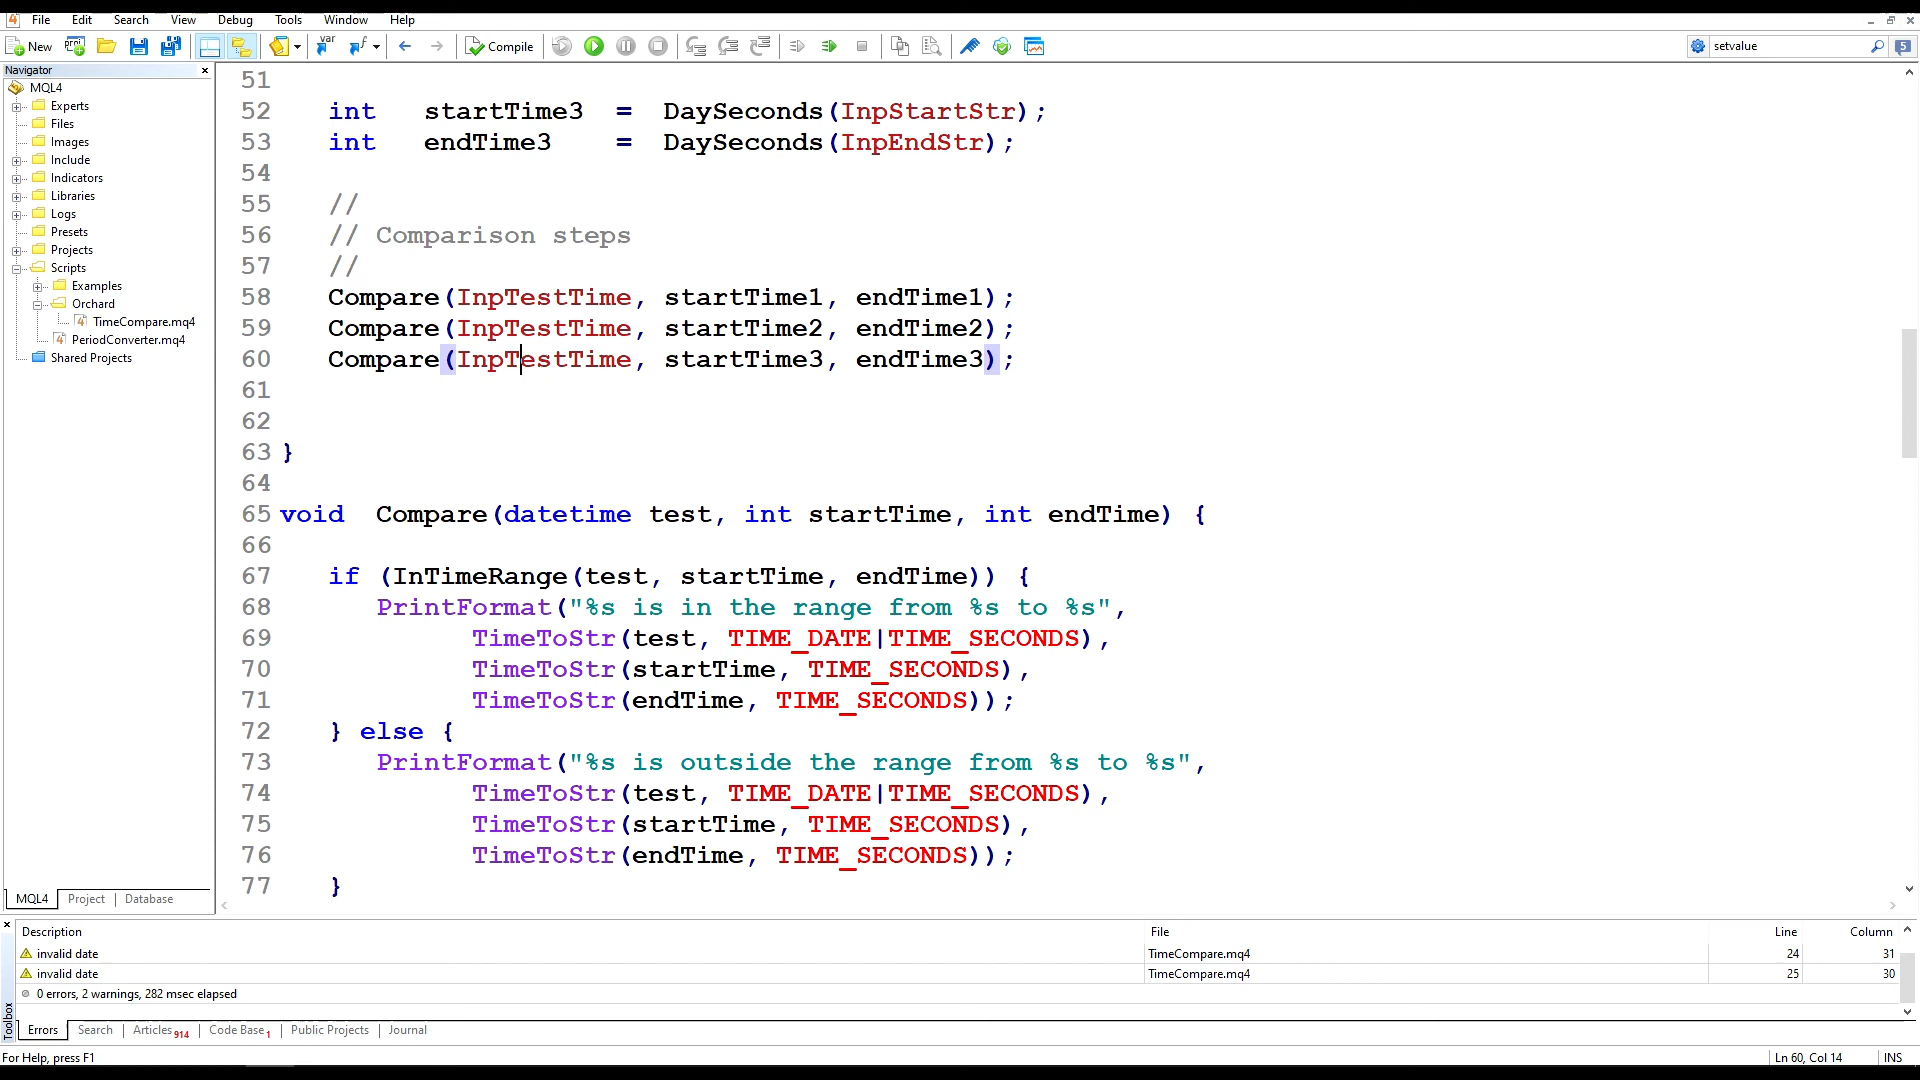 File Edit Search View Debug Tools Window Help
New Compile setvalue 5
Navigator
MQL4
Experts
Files
Images
Include
Indicators
Libraries
Logs
Presets
Projects
Scripts
Examples
Orchard
TimeCompare.mq4
PeriodConverter.mq4
Shared Projects
MQL4 Project Database
51
52 int startTime3 = DaySeconds(InpStartStr);
53 int endTime3 = DaySeconds(InpEndStr);
54
55 //
56 // Comparison steps
57 //
58 Compare(InpTestTime, startTime1, endTime1);
59 Compare(InpTestTime, startTime2, endTime2);
60 Compare(InpTestTime, startTime3, endTime3);
61
62
63 }
64
65 void Compare(datetime test, int startTime, int endTime) {
66
67 if (InTimeRange(test, startTime, endTime)) {
68 PrintFormat("%s is in the range from %s to %s",
69 TimeToStr(test, TIME_DATE|TIME_SECONDS),
70 TimeToStr(startTime, TIME_SECONDS),
71 TimeToStr(endTime, TIME_SECONDS));
72 } else {
73 PrintFormat("%s is outside the range from %s to %s",
74 TimeToStr(test, TIME_DATE|TIME_SECONDS),
75 TimeToStr(startTime, TIME_SECONDS),
76 TimeToStr(endTime, TIME_SECONDS));
77 }
Description File Line Column
invalid date TimeCompare.mq4 24 31
invalid date TimeCompare.mq4 25 30
0 errors, 2 warnings, 282 msec elapsed
Toolbox
Errors Search Articles 914 Code Base 1 Public Projects Journal
For Help, press F1 Ln 60, Col 14 INS